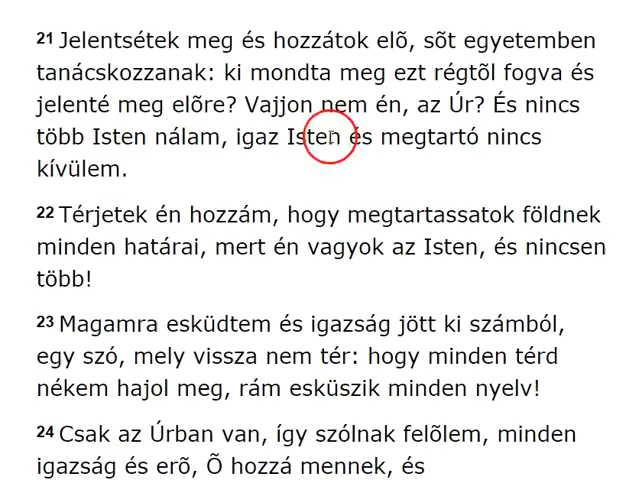 21 Jelentsétek meg és hozzátok elõ, sõt egyetemben
tanácskozzanak: ki mondta meg ezt régtõl fogva és
jelenté meg elõre? Vajjon nem én, az Úr? És nincs
több Isten nálam, igaz Isten és megtartó nincs
kívülem.
22 Térjetek én hozzám, hogy megtartassatok földnek
minden határai, mert én vagyok az Isten, és nincsen
több!
23 Magamra esküdtem és igazság jött ki számból,
egy szó, mely vissza nem tér: hogy minden térd
nékem hajol meg, rám esküszik minden nyelv!
24 Csak az Úrban van, így szólnak felõlem, minden
igazság és erõ, Õ hozzá mennek, és